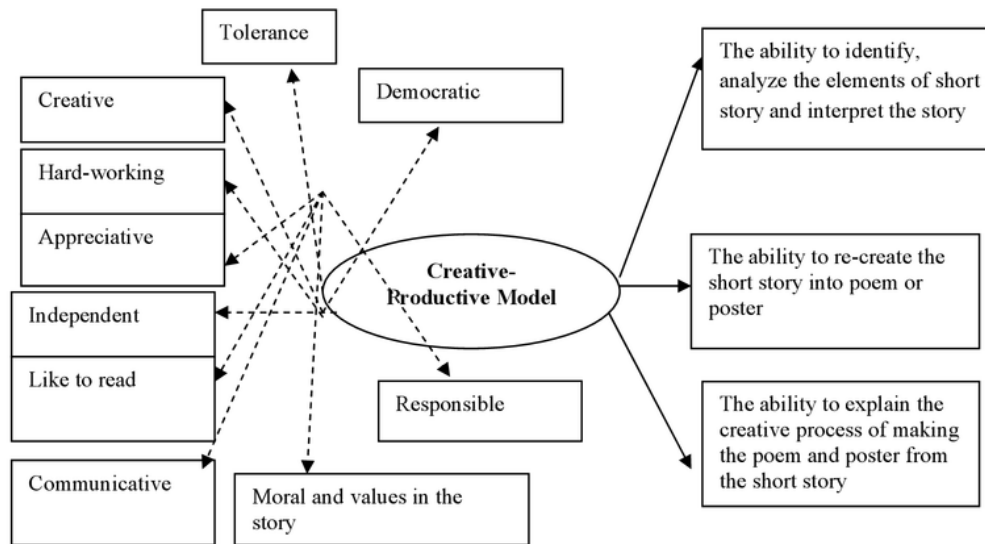 Tolerance
Creative
Democratic
Hard-working
Appreciative
Independent
Like to read
Communicative
Creative-
Productive Model
Responsible
Moral and values in the
story
The ability to identify,
analyze the elements of short
story and interpret the story
The ability to re-create the
short story into poem or
poster
The ability to explain the
creative process of making
the poem and poster from
the short story